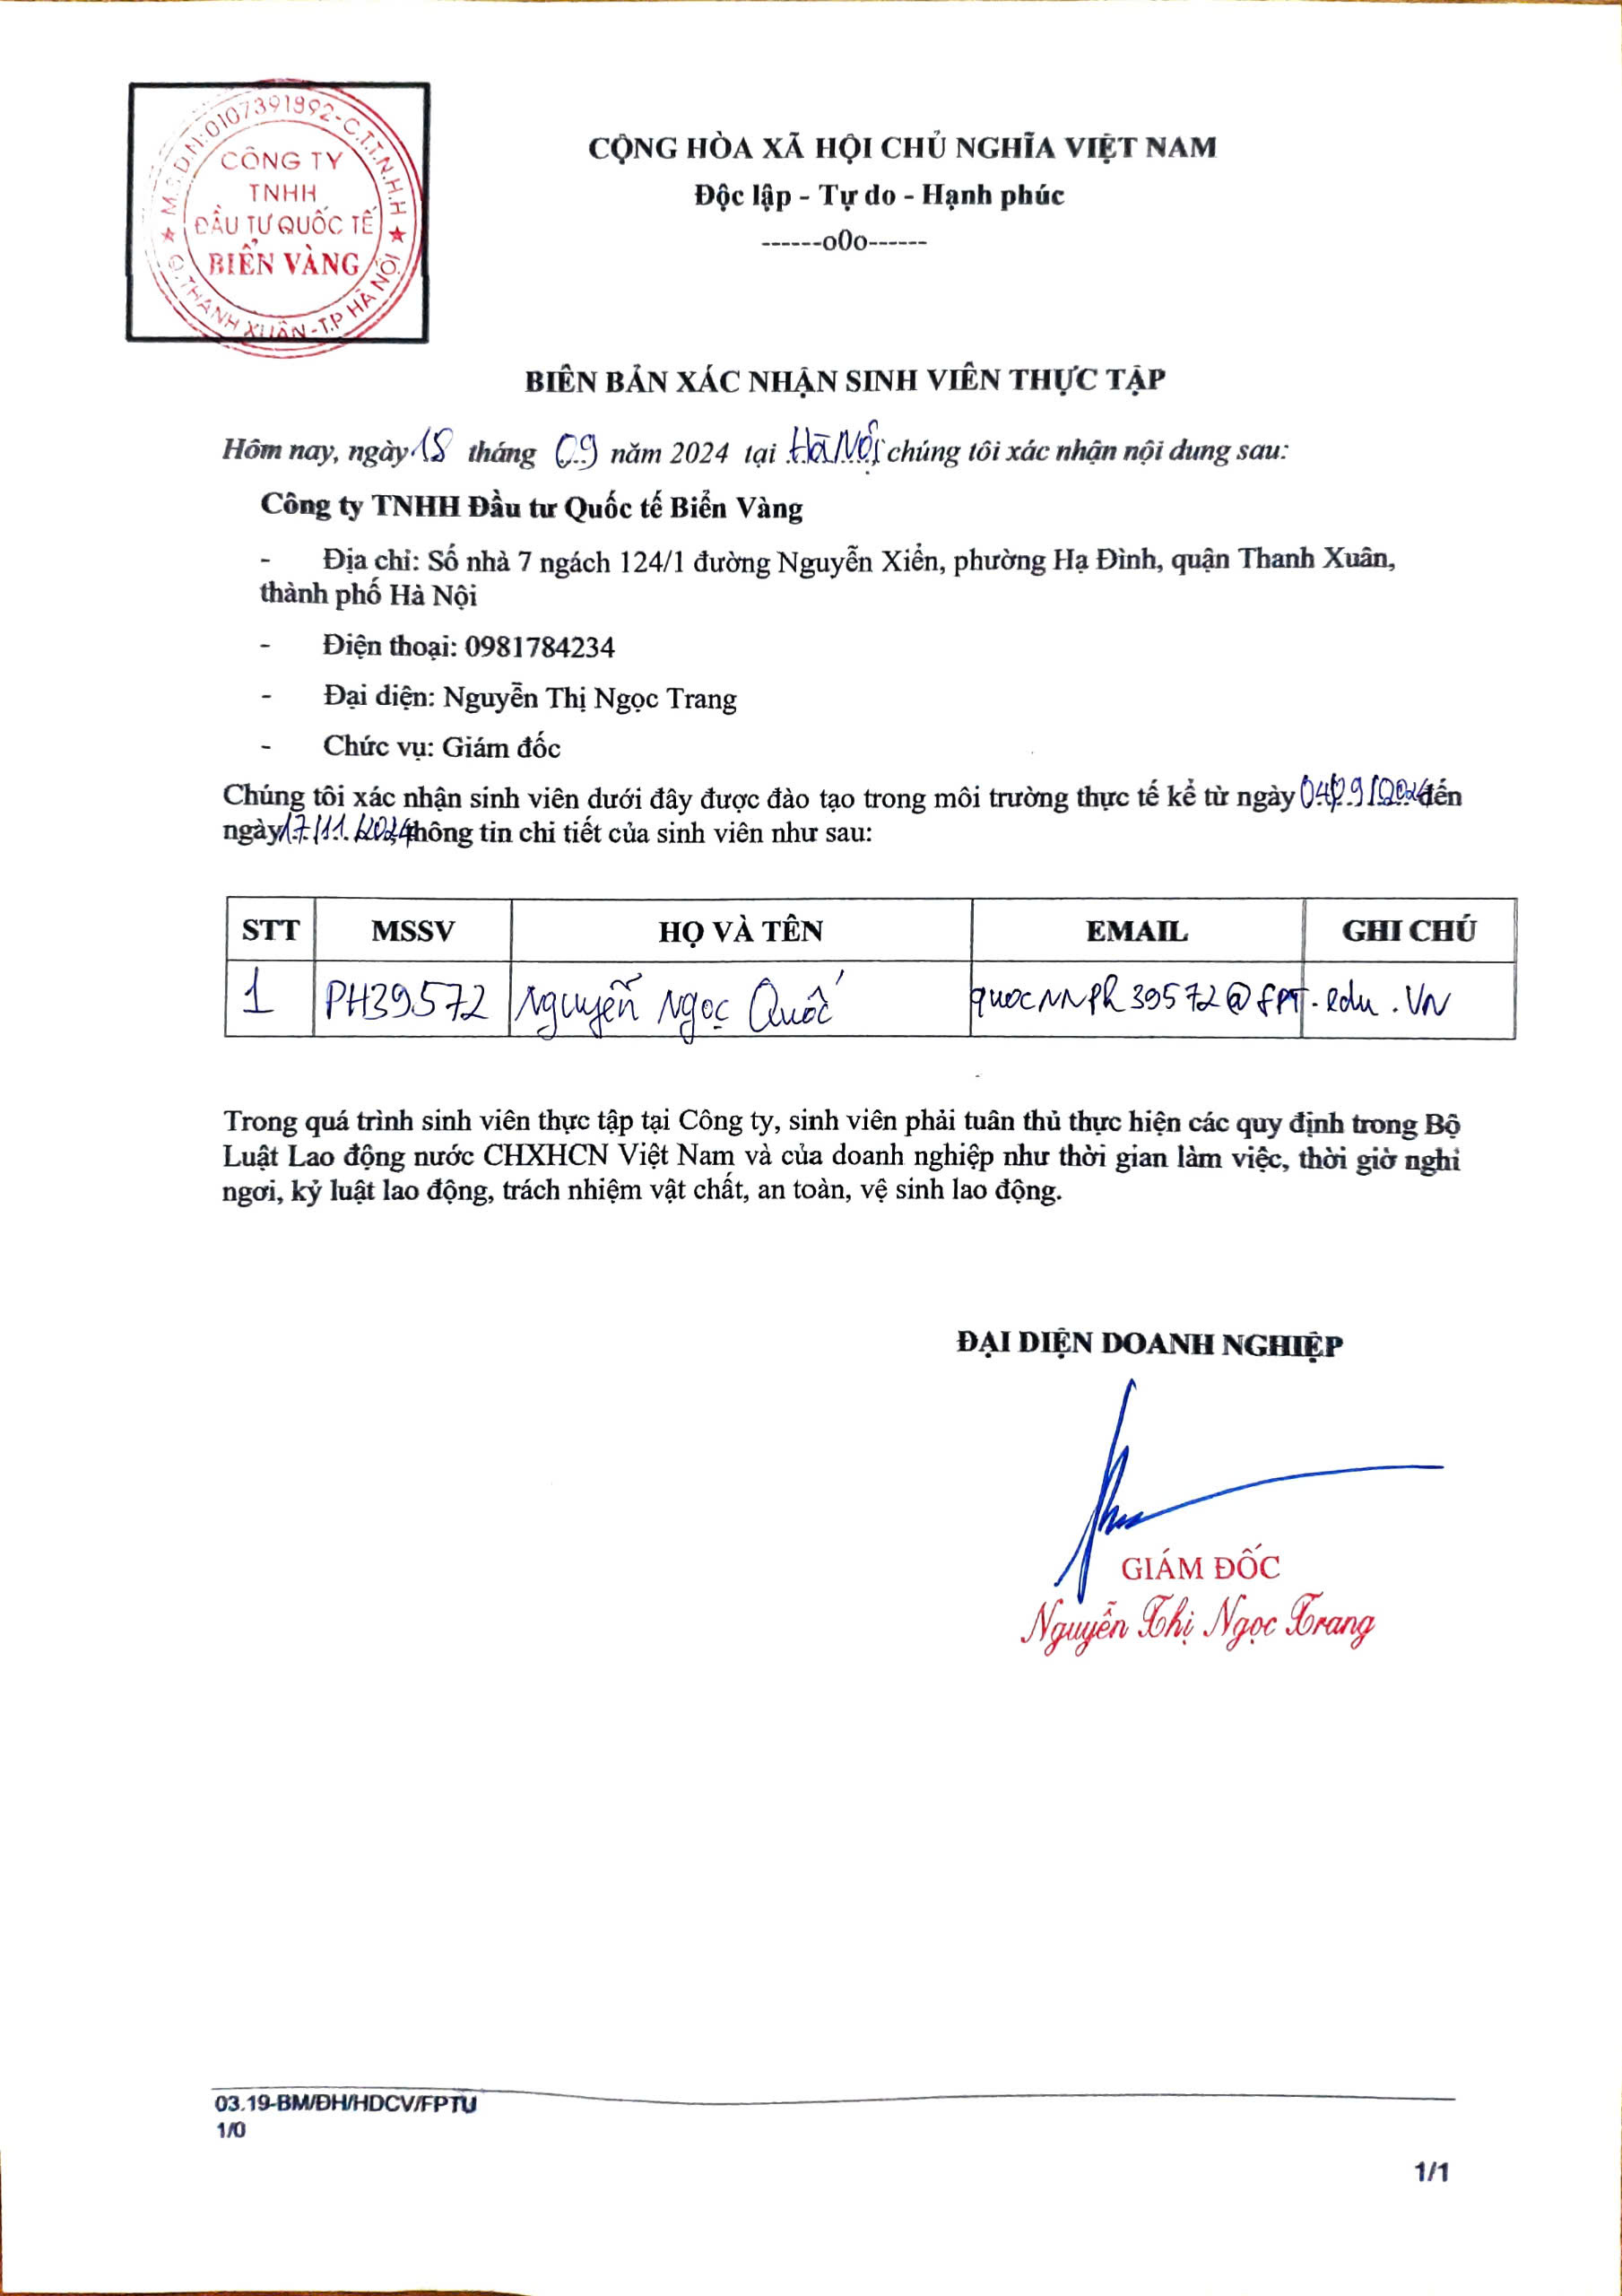 M.S.D.N:0107391892-C.T.T.N.H.H
CÔNG TY
TNHH
ĐẦU TƯ QUỐC TẾ
BIỂN VÀNG
Q.THANH XUÂN-T.P HÀ NỘI
CỘNG HÒA XÃ HỘI CHỦ NGHĨA VIỆT NAM
Độc lập - Tự do - Hạnh phúc
------o0o------
BIÊN BẢN XÁC NHẬN SINH VIÊN THỰC TẬP
Hôm nay, ngày 18 tháng 09 năm 2024 tại Hà Nội chúng tôi xác nhận nội dung sau:
Công ty TNHH Đầu tư Quốc tế Biển Vàng
- Địa chỉ: Số nhà 7 ngách 124/1 đường Nguyễn Xiển, phường Hạ Đình, quận Thanh Xuân,
thành phố Hà Nội
- Điện thoại: 0981784234
- Đại diện: Nguyễn Thị Ngọc Trang
- Chức vụ: Giám đốc
Chúng tôi xác nhận sinh viên dưới đây được đào tạo trong môi trường thực tế kể từ ngày 04/9/2024 đến
ngày 17/11/2024 thông tin chi tiết của sinh viên như sau:
STT MSSV HỌ VÀ TÊN EMAIL GHI CHÚ
1 PH39572 Nguyễn Ngọc Quốc quocnnph39572@fpt.edu.vn
Trong quá trình sinh viên thực tập tại Công ty, sinh viên phải tuân thủ thực hiện các quy định trong Bộ
Luật Lao động nước CHXHCN Việt Nam và của doanh nghiệp như thời gian làm việc, thời giờ nghỉ
ngơi, kỷ luật lao động, trách nhiệm vật chất, an toàn, vệ sinh lao động.
ĐẠI DIỆN DOANH NGHIỆP
GIÁM ĐỐC
Nguyễn Thị Ngọc Trang
03.19-BM/ĐH/HDCV/FPTU
1/0
1/1